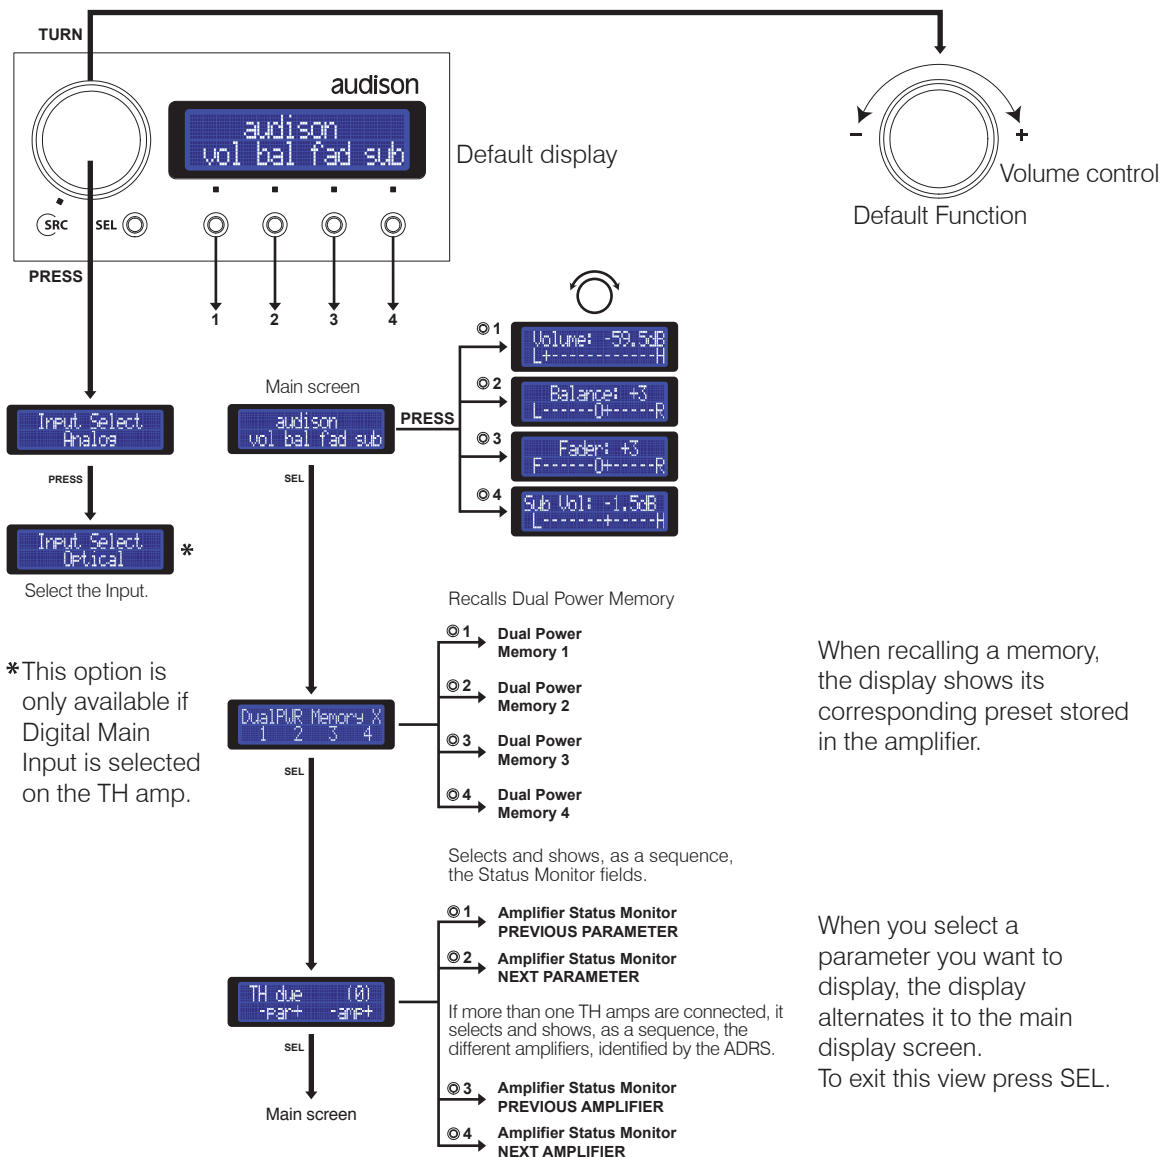 TURN
audison
audison
vol bal fad sub
Default display
SRC
SEL
PRESS
1
2
3
4
-
+
Volume control
Default Function
Input Select
Analog
PRESS
Input Select
Optical
*
Select the Input.
*This option is
only available if
Digital Main
Input is selected
on the TH amp.
Main screen
audison
vol bal fad sub
PRESS
1
Volume: -59.5dB
L+------------H
2
Balance: +3
L------0+-----R
3
Fader: +3
F------0+-----R
4
Sub Vol: -1.5dB
L-------+-----H
SEL
Recalls Dual Power Memory
DualPWR Memory X
1 2 3 4
1 Dual Power
Memory 1
2 Dual Power
Memory 2
3 Dual Power
Memory 3
4 Dual Power
Memory 4
When recalling a memory,
the display shows its
corresponding preset stored
in the amplifier.
SEL
Selects and shows, as a sequence,
the Status Monitor fields.
TH due (0)
-par+ -amp+
1 Amplifier Status Monitor
PREVIOUS PARAMETER
2 Amplifier Status Monitor
NEXT PARAMETER
If more than one TH amps are connected, it
selects and shows, as a sequence, the
different amplifiers, identified by the ADRS.
3 Amplifier Status Monitor
PREVIOUS AMPLIFIER
4 Amplifier Status Monitor
NEXT AMPLIFIER
When you select a
parameter you want to
display, the display
alternates it to the main
display screen.
To exit this view press SEL.
SEL
Main screen